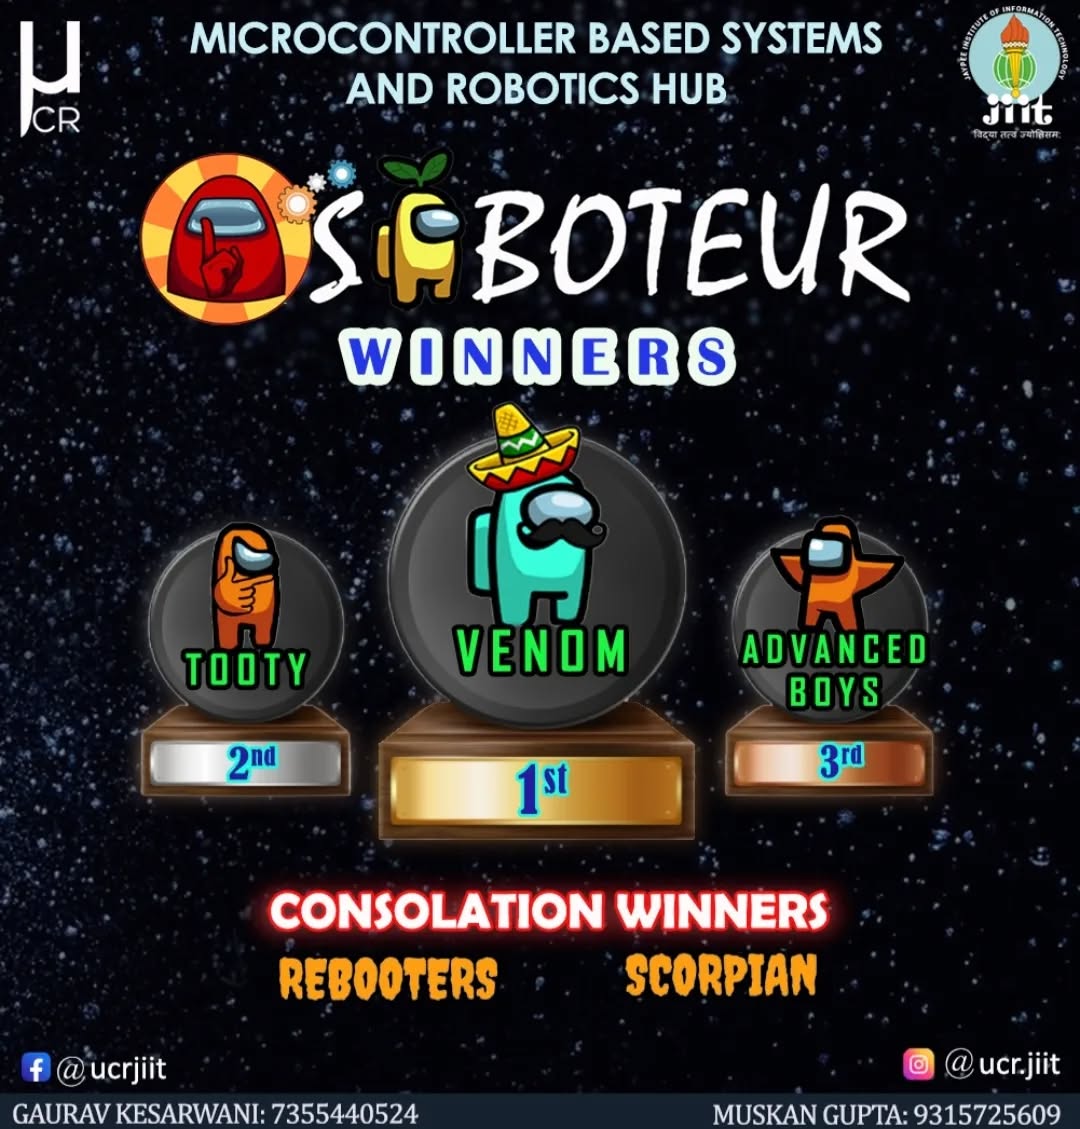 μCR
MICROCONTROLLER BASED SYSTEMS
AND ROBOTICS HUB
JAYPEE INSTITUTE OF INFORMATION TECHNOLOGY
jiit
विद्या तत्व ज्योतिसम:
SABOTEUR
WINNERS
VENOM
TOOTY
ADVANCED
BOYS
2nd
1st
3rd
CONSOLATION WINNERS
REBOOTERS SCORPIAN
@ucrjiit
@ucr.jiit
GAURAV KESARWANI: 7355440524
MUSKAN GUPTA: 9315725609